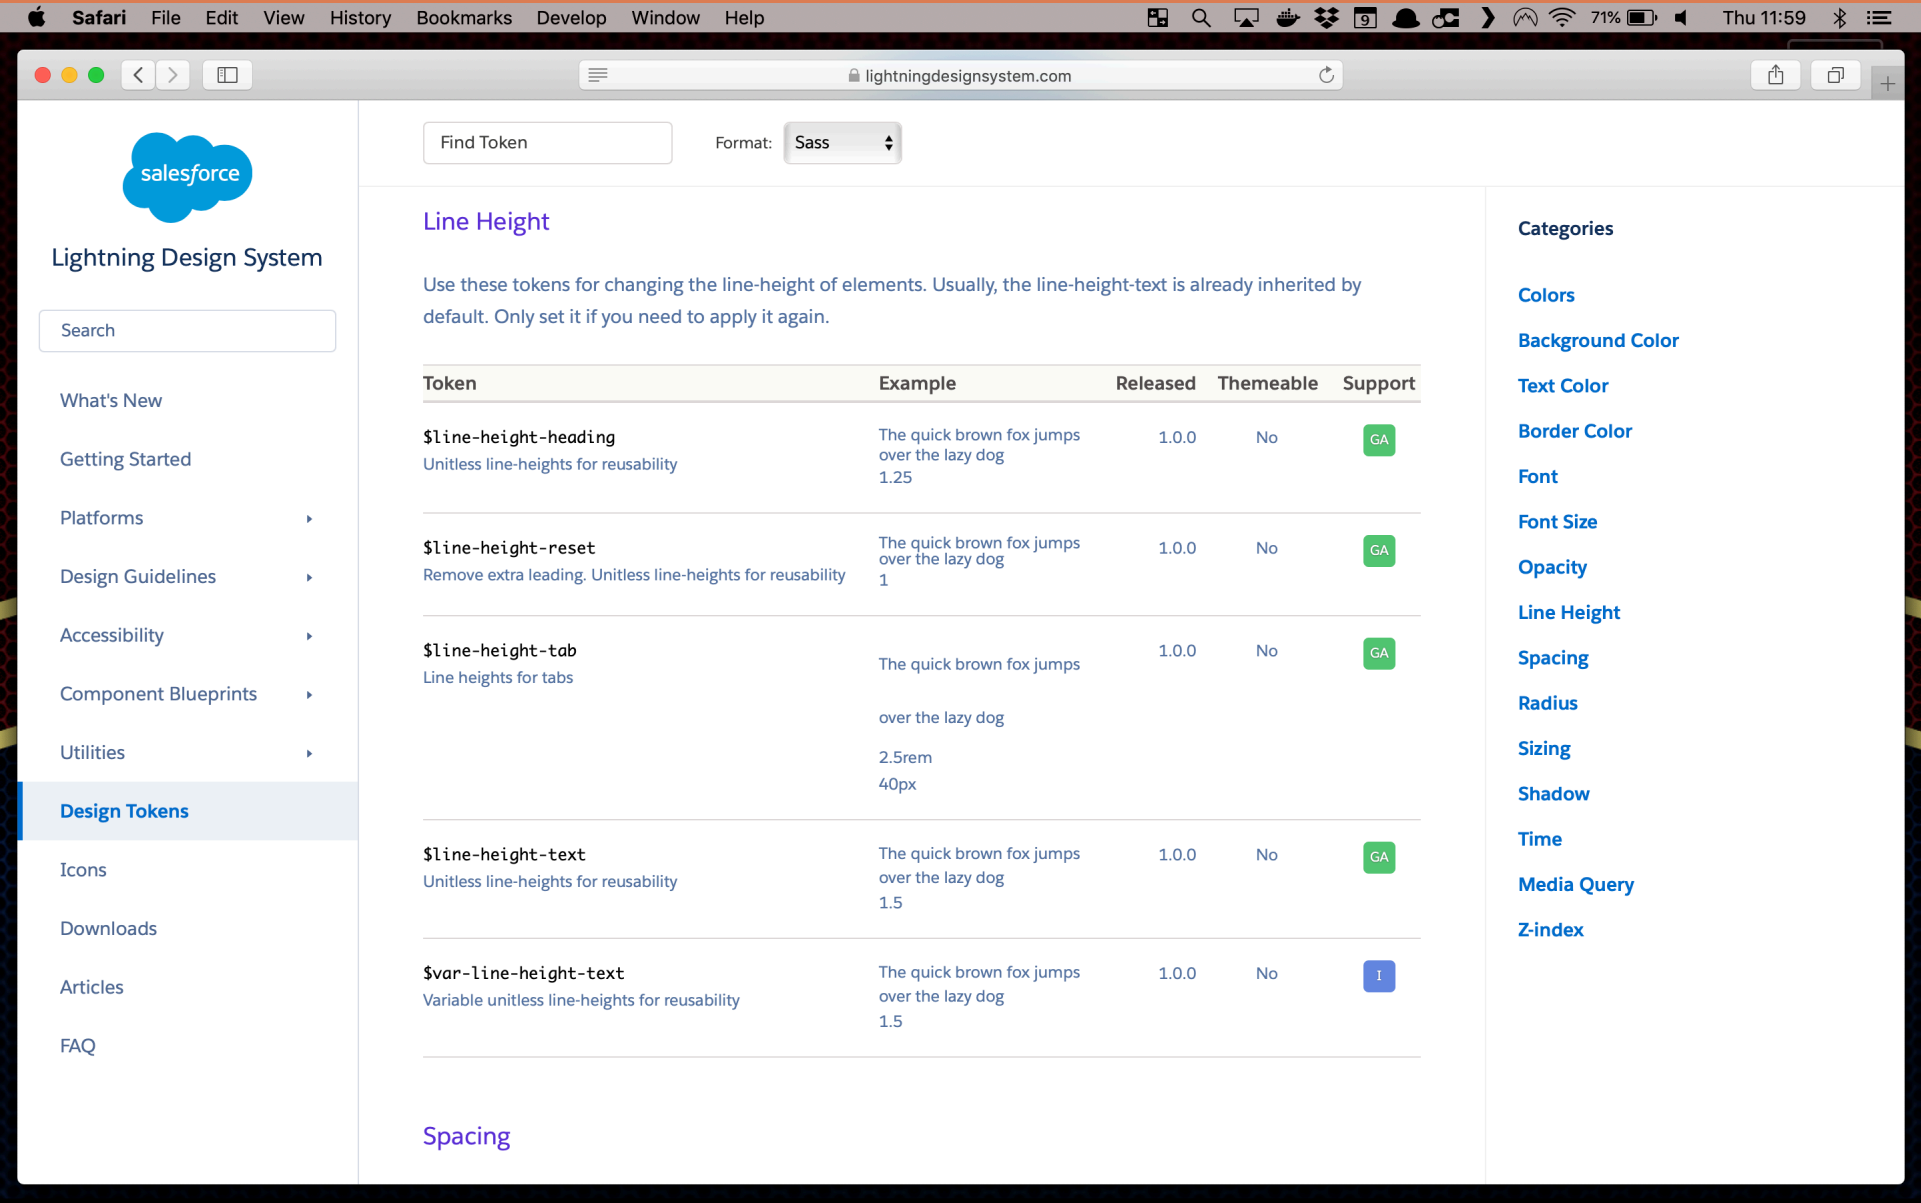 Safari File Edit View History Bookmarks Develop Window Help 9 71% Thu 11:59
lightningdesignsystem.com
salesforce
Lightning Design System
Search
What's New
Getting Started
Platforms
Design Guidelines
Accessibility
Component Blueprints
Utilities
Design Tokens
Icons
Downloads
Articles
FAQ
Find Token Format: Sass
Line Height
Use these tokens for changing the line-height of elements. Usually, the line-height-text is already inherited by
default. Only set it if you need to apply it again.
Token Example Released Themeable Support
$line-height-heading The quick brown fox jumps 1.0.0 No GA
Unitless line-heights for reusability over the lazy dog
1.25
$line-height-reset The quick brown fox jumps 1.0.0 No GA
Remove extra leading. Unitless line-heights for reusability over the lazy dog
1
$line-height-tab The quick brown fox jumps 1.0.0 No GA
Line heights for tabs
over the lazy dog
2.5rem
40px
$line-height-text The quick brown fox jumps 1.0.0 No GA
Unitless line-heights for reusability over the lazy dog
1.5
$var-line-height-text The quick brown fox jumps 1.0.0 No I
Variable unitless line-heights for reusability over the lazy dog
1.5
Spacing
Categories
Colors
Background Color
Text Color
Border Color
Font
Font Size
Opacity
Line Height
Spacing
Radius
Sizing
Shadow
Time
Media Query
Z-index